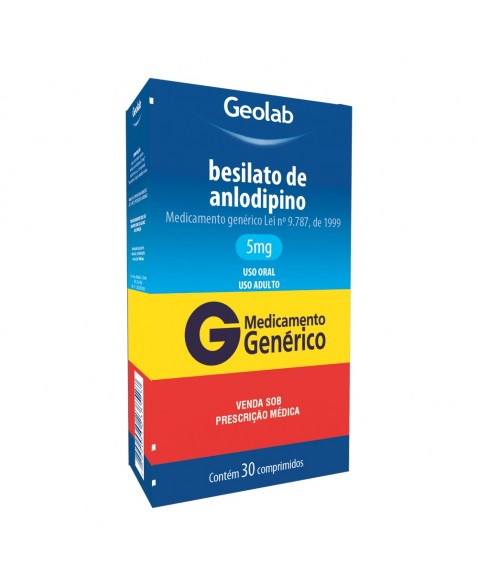 Geolab
besilato de
anlodipino
Medicamento genérico Lei nº 9.787, de 1999
5mg
USO ORAL
USO ADULTO
G Medicamento
Genérico
VENDA SOB
PRESCRIÇÃO MÉDICA
Contém 30 comprimidos